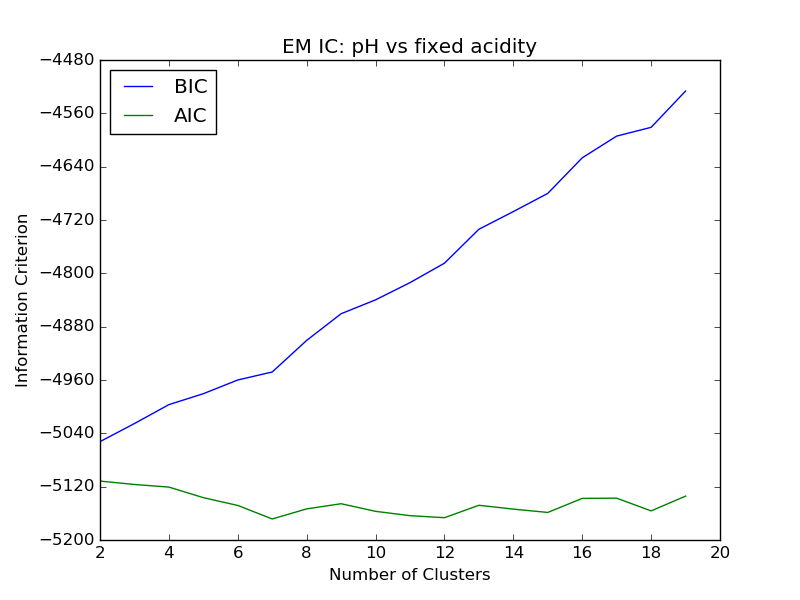 EM IC: pH vs fixed acidity
−4480
−4560
−4640
−4720
−4800
−4880
−4960
−5040
−5120
−5200
Information Criterion
BIC
AIC
2 4 6 8 10 12 14 16 18 20
Number of Clusters